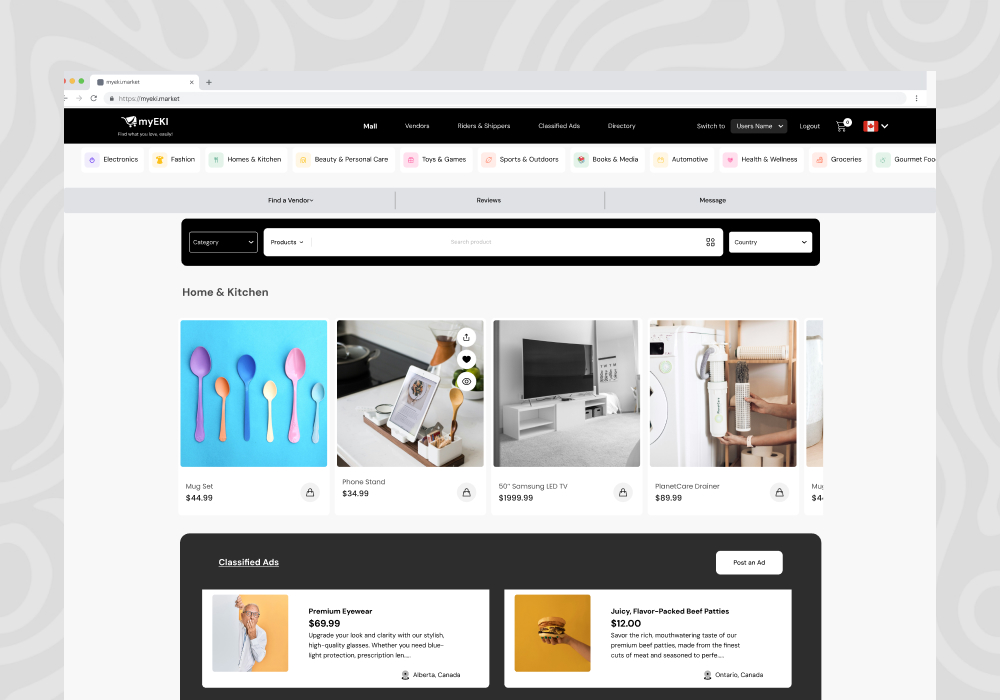 myeki.market
https://myeki.market
myEKI
Find what you love, easily!
Mall
Vendors
Riders & Shippers
Classified Ads
Directory
Switch to
Users Name
Logout
0
Electronics
Fashion
Homes & Kitchen
Beauty & Personal Care
Toys & Games
Sports & Outdoors
Books & Media
Automotive
Health & Wellness
Groceries
Gourmet Foo
Find a Vendor
Reviews
Message
Category
Products
Search product
Country
Home & Kitchen
Mug Set
$44.99
Phone Stand
$34.99
50" Samsung LED TV
$1999.99
PlanetCare Drainer
$89.99
Mug
$4
Classified Ads
Post an Ad
Premium Eyewear
$69.99
Upgrade your look and clarity with our stylish,
high-quality glasses. Whether you need blue-
light protection, prescription len....
Alberta, Canada
Juicy, Flavor-Packed Beef Patties
$12.00
Savor the rich, mouthwatering taste of our
premium beef patties, made from the finest
cuts of meat and seasoned to perfe....
Ontario, Canada